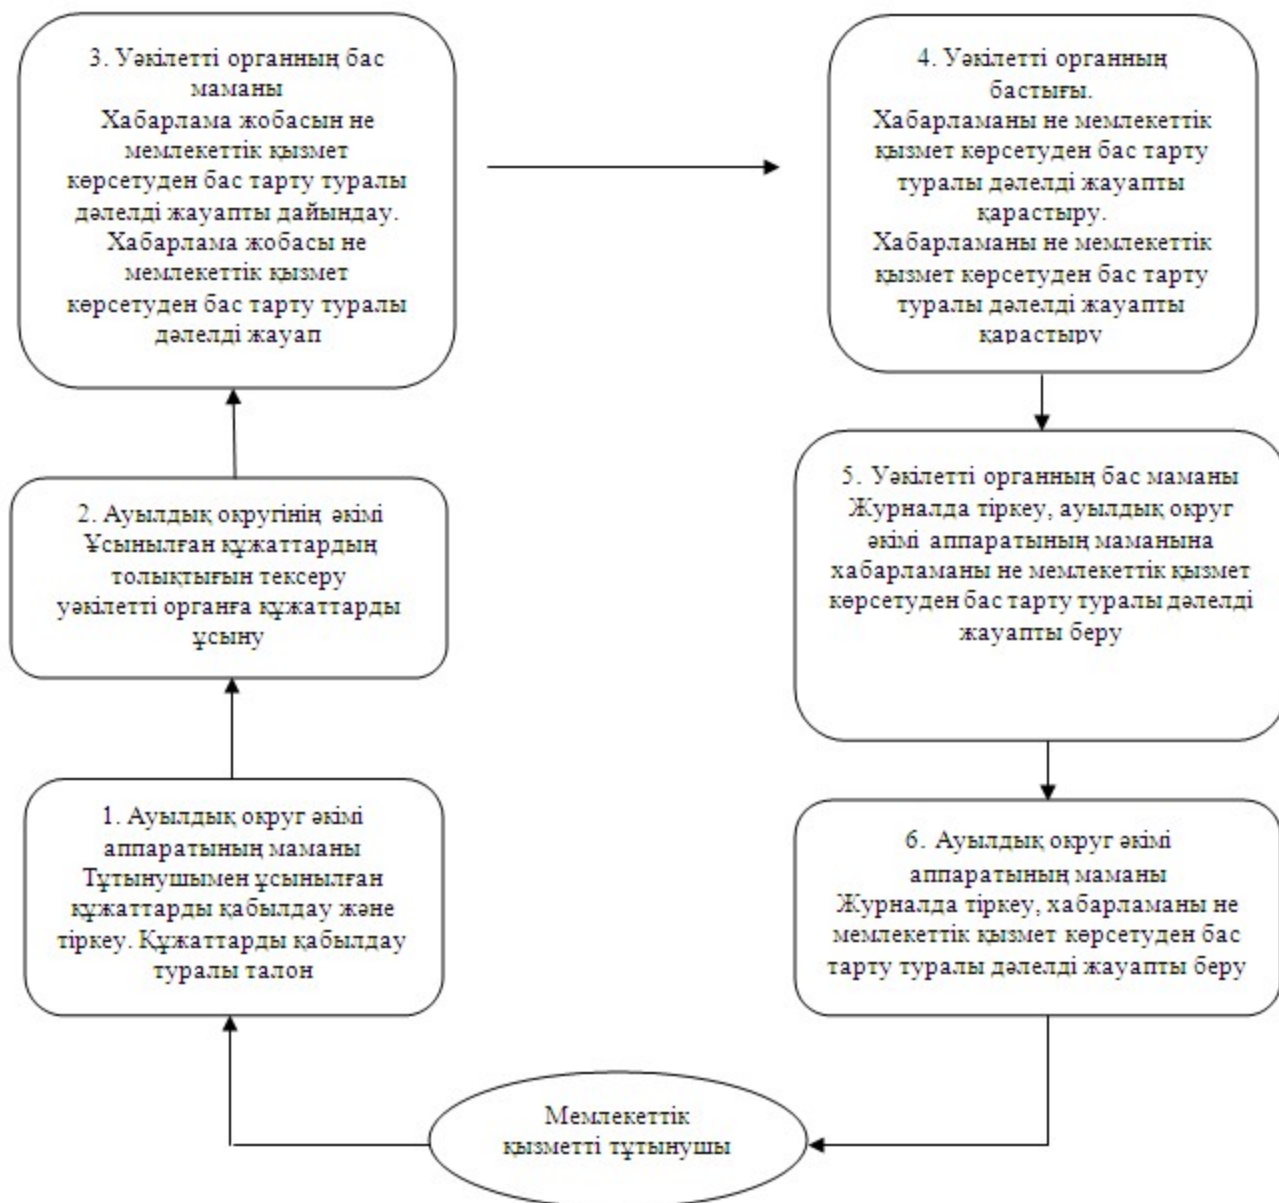 3. Уәкілетті органның бас
маманы
Хабарлама жобасын не
мемлекеттік қызмет
көрсетуден бас тарту туралы
дәлелді жауапты дайындау.
Хабарлама жобасы не
мемлекеттік қызмет
көрсетуден бас тарту туралы
дәлелді жауап
4. Уәкілетті органның
бастығы.
Хабарламаны не мемлекеттік
қызмет көрсетуден бас тарту
туралы дәлелді жауапты
қарастыру.
Хабарламаны не мемлекеттік
қызмет көрсетуден бас тарту
туралы дәлелді жауапты
қарастыру
2. Ауылдық округінің әкімі
Ұсынылған құжаттардың
толықтығын тексеру
уәкілетті органға құжаттарды
ұсыну
5. Уәкілетті органның бас маманы
Журналда тіркеу, ауылдық округ
әкімі аппаратының маманына
хабарламаны не мемлекеттік қызмет
көрсетуден бас тарту туралы дәлелді
жауапты беру
1. Ауылдық округ әкімі
аппаратының маманы
Тұтынушымен ұсынылған
құжаттарды қабылдау және
тіркеу. Құжаттарды қабылдау
туралы талон
6. Ауылдық округ әкімі
аппаратының маманы
Журналда тіркеу, хабарламаны не
мемлекеттік қызмет көрсетуден бас
тарту туралы дәлелді жауапты беру
Мемлекеттік
қызметті тұтынушы